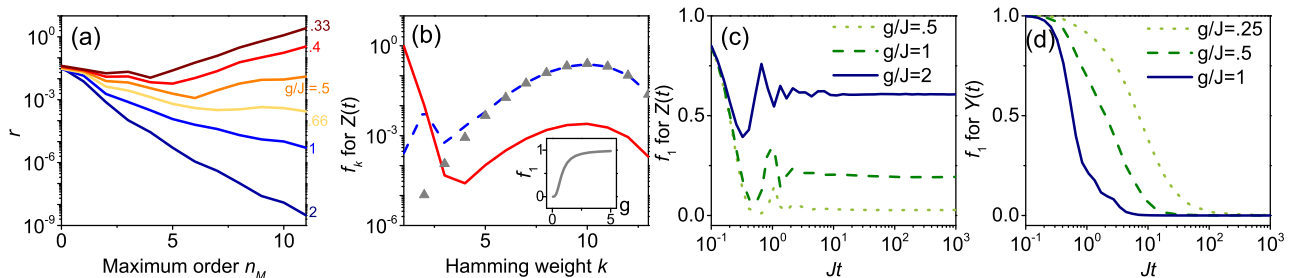 (a)
10^0
10^-3
10^-6
10^-9
r
0
5
10
Maximum order n_M
.33
.4
g/J=.5
.66
1
2
(b)
10^0
10^-3
10^-6
f_k for Z(t)
5
10
Hamming weight k
f_1
1
0
0
5
g
(c)
1.0
0.5
0.0
f_1 for Z(t)
g/J=.5
g/J=1
g/J=2
10^-1 10^0 10^1 10^2 10^3
Jt
(d)
1.0
0.5
0.0
f_1 for Y(t)
g/J=.25
g/J=.5
g/J=1
10^-1 10^0 10^1 10^2 10^3
Jt